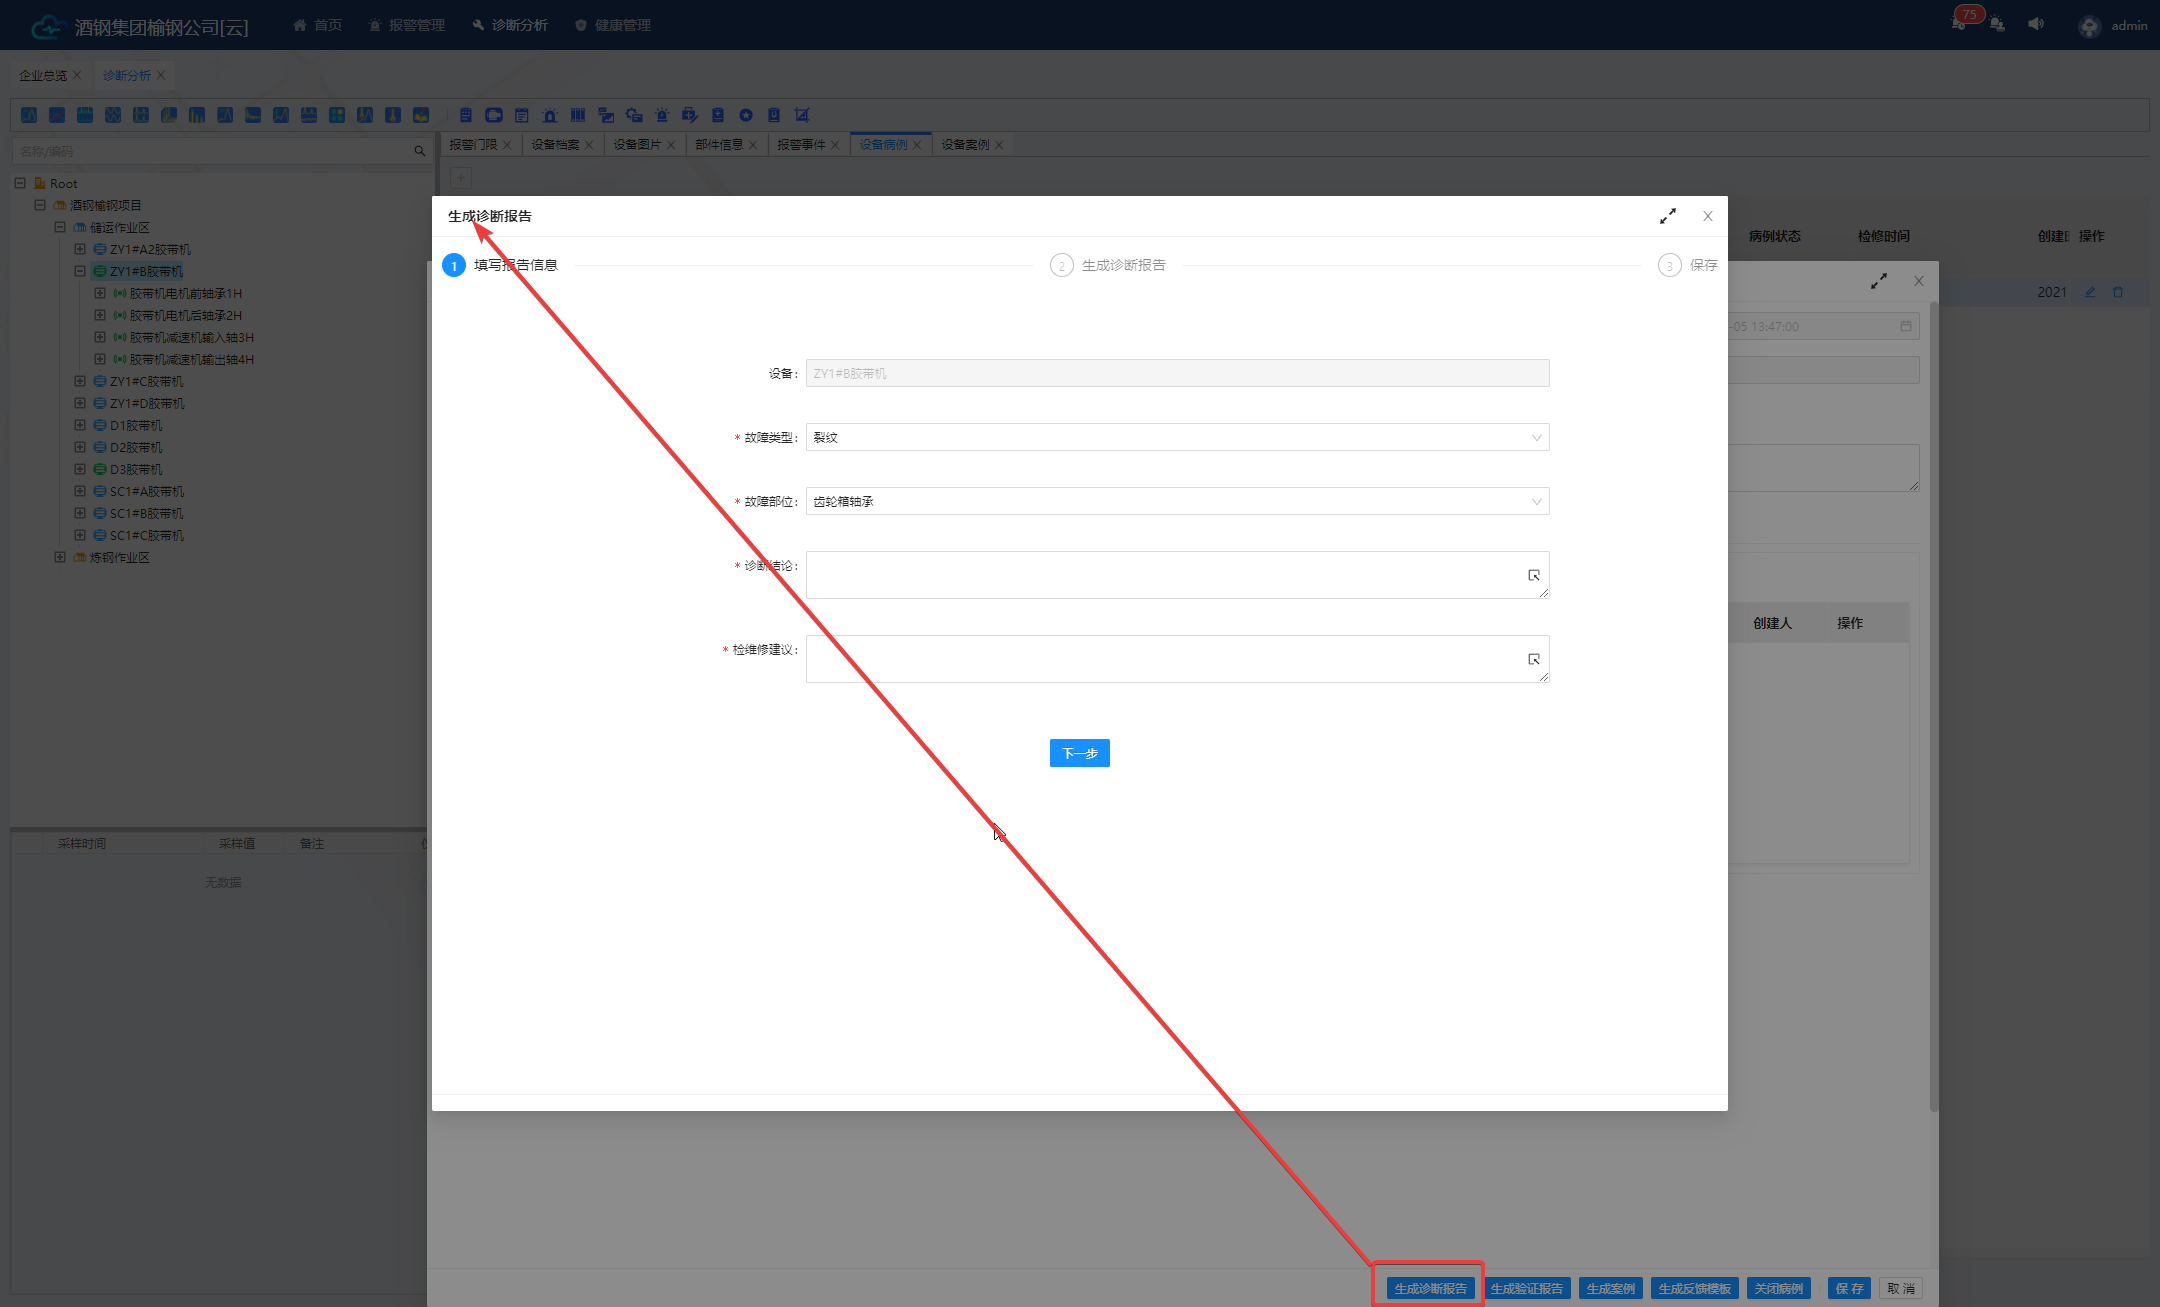 酒钢集团榆钢公司[云]
首页
报警管理
诊断分析
健康管理
75
admin
企业总览
诊断分析
名称/编码
报警门限
设备档案
设备图片
部件信息
报警事件
设备病例
设备案例
Root
酒钢榆钢项目
储运作业区
ZY1#A2胶带机
ZY1#B胶带机
胶带机电机前轴承1H
胶带机电机后轴承2H
胶带机减速机输入轴3H
胶带机减速机输出轴4H
ZY1#C胶带机
ZY1#D胶带机
D1胶带机
D2胶带机
D3胶带机
SC1#A胶带机
SC1#B胶带机
SC1#C胶带机
炼钢作业区
采样时间
采样值
备注
无数据
病例状态
检修时间
创建
操作
2021
生成诊断报告
1
填写报告信息
2
生成诊断报告
3
保存
设备：
ZY1#B胶带机
* 故障类型：
裂纹
* 故障部位：
齿轮箱轴承
* 诊断结论：
* 检维修建议：
下一步
-05 13:47:00
创建人
操作
生成诊断报告
生成验证报告
生成案例
生成反馈模板
关闭病例
保 存
取 消